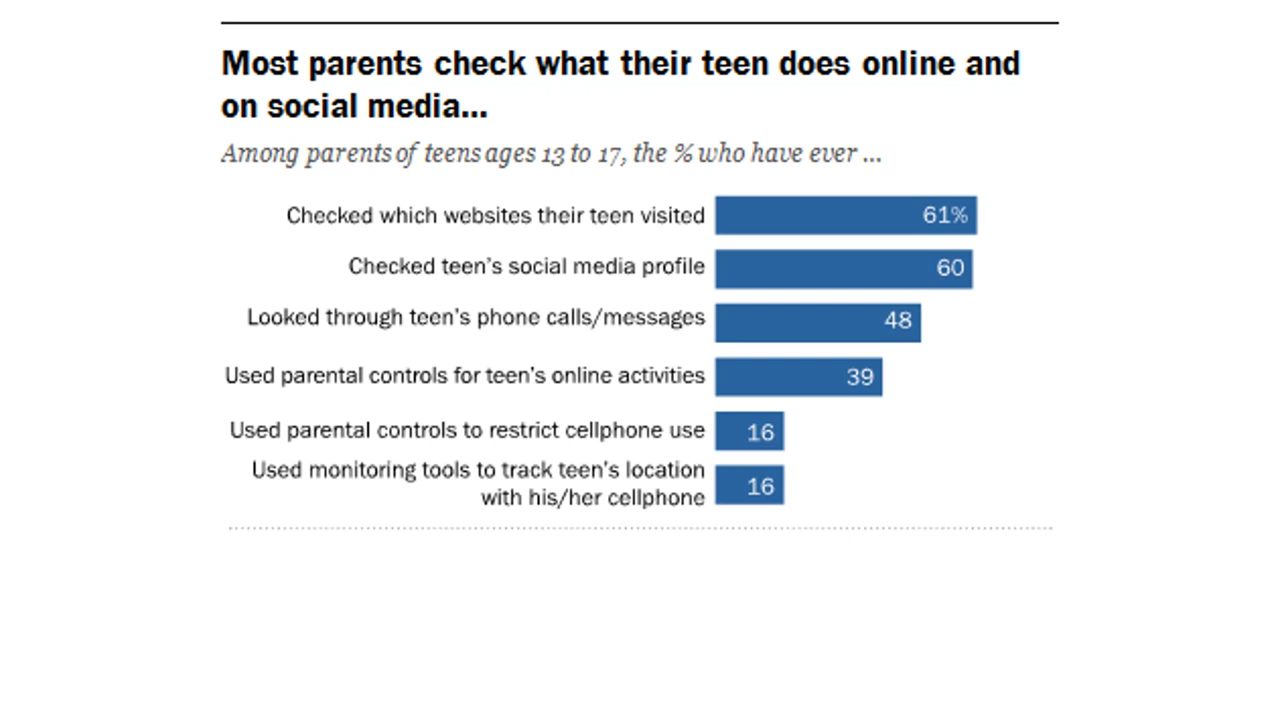 Most parents check what their teen does online and
on social media...
Among parents of teens ages 13 to 17, the % who have ever ...
Checked which websites their teen visited 61%
Checked teen's social media profile 60
Looked through teen's phone calls/messages 48
Used parental controls for teen's online activities 39
Used parental controls to restrict cellphone use 16
Used monitoring tools to track teen's location
with his/her cellphone 16